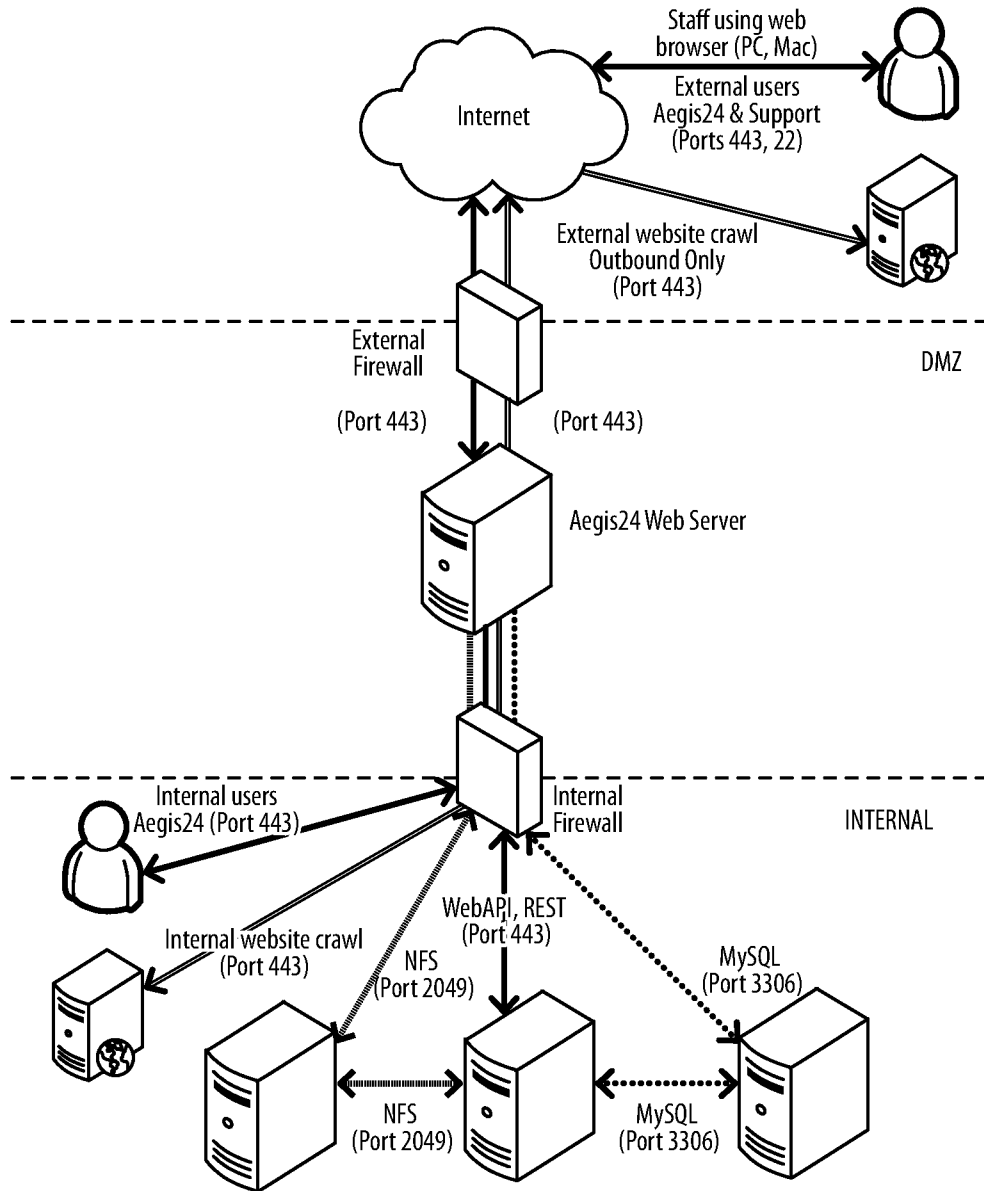 Staff using web
browser (PC, Mac)
External users
Aegis24 & Support
(Ports 443, 22)
Internet
External website crawl
Outbound Only
(Port 443)
External
Firewall
DMZ
(Port 443)
(Port 443)
Aegis24 Web Server
Internal users
Aegis24 (Port 443)
Internal
Firewall
INTERNAL
WebAPI, REST
(Port 443)
Internal website crawl
(Port 443)
NFS
(Port 2049)
MySQL
(Port 3306)
NFS
(Port 2049)
MySQL
(Port 3306)